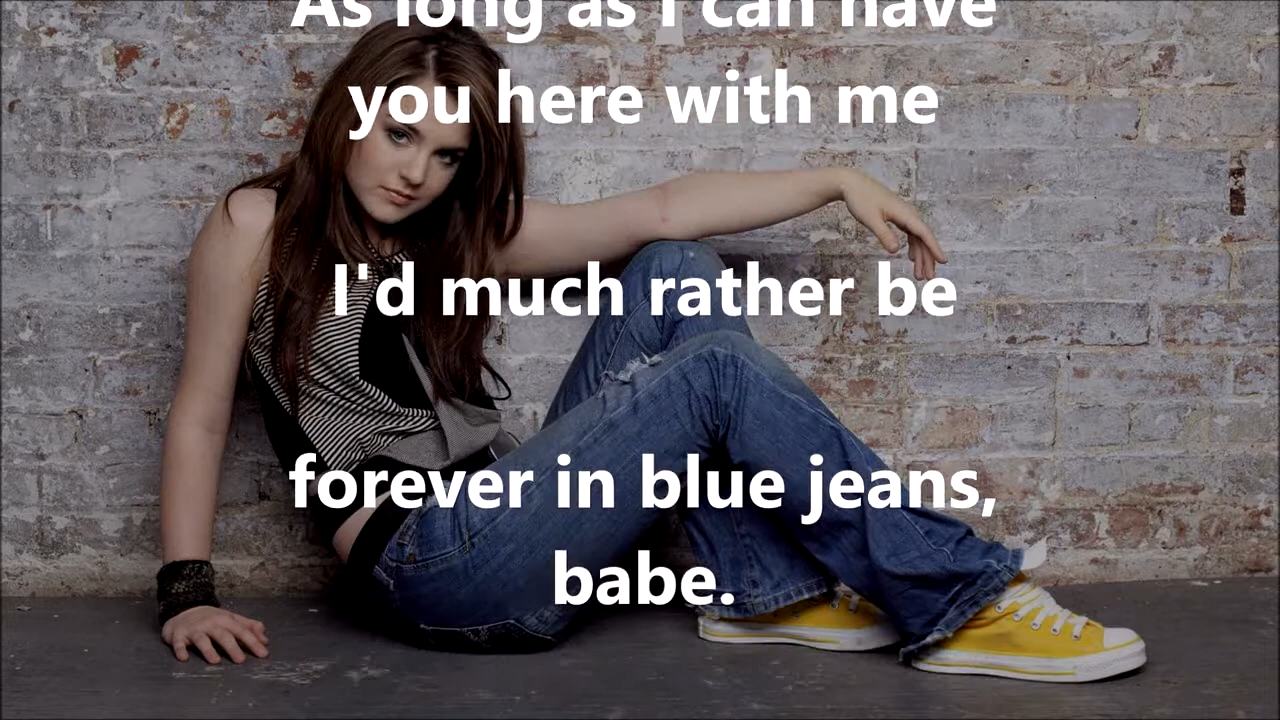 As long as I can have
you here with me
I'd much rather be
forever in blue jeans,
babe.